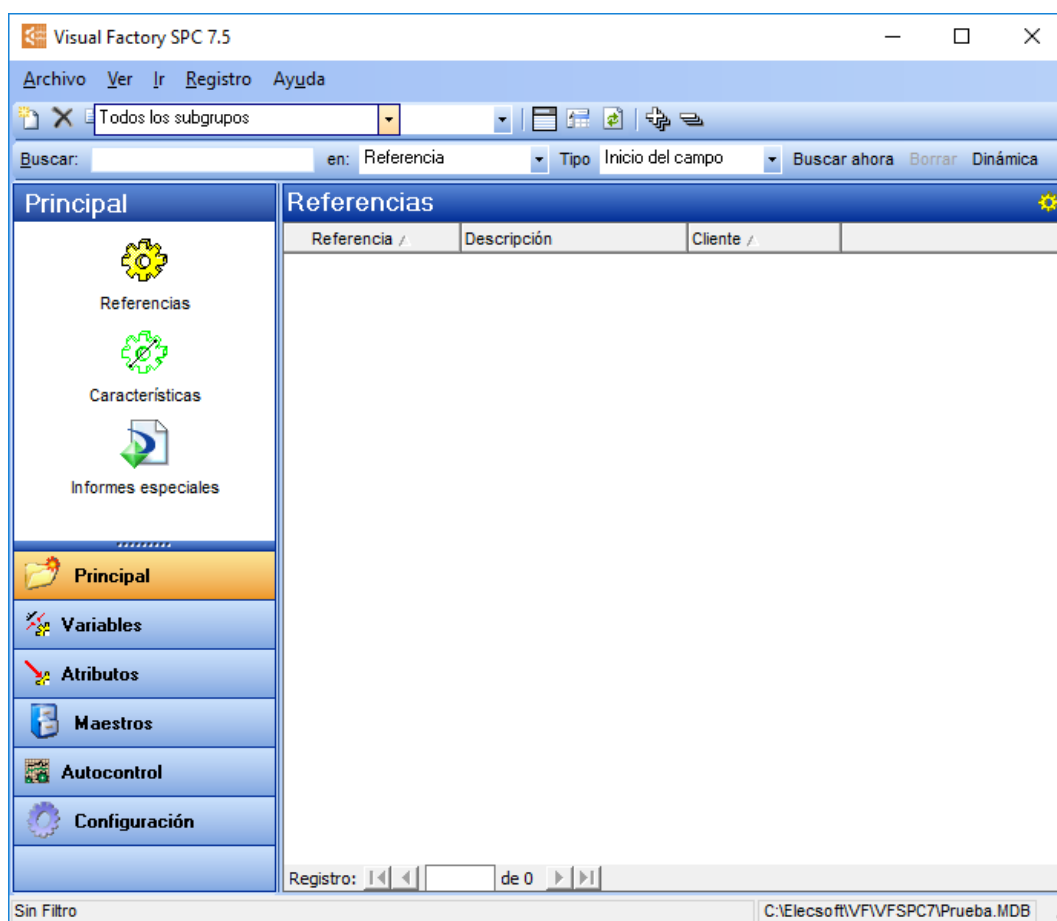 Visual Factory SPC 7.5
Archivo Ver Ir Registro Ayuda
Todos los subgrupos
Buscar: en: Referencia Tipo Inicio del campo Buscar ahora Borrar Dinámica
Principal
Referencias
Características
Informes especiales
Principal
Variables
Atributos
Maestros
Autocontrol
Configuración
Referencias
Referencia Descripción Cliente
Registro: de 0
Sin Filtro C:\Elecsoft\VF\VFSPC7\Prueba.MDB